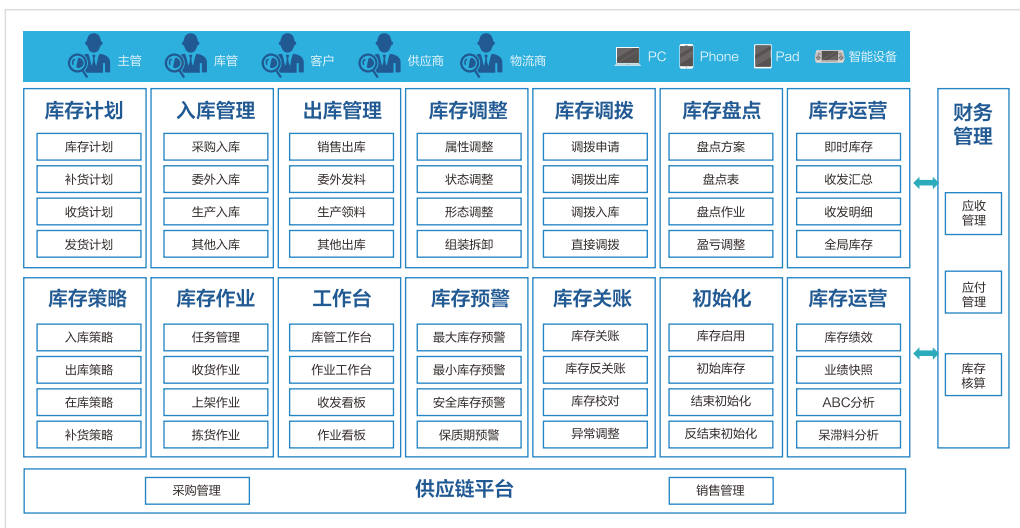 主管
库管
客户
供应商
物流商
PC
Phone
Pad
智能设备
库存计划
库存计划
补货计划
收货计划
发货计划
入库管理
采购入库
委外入库
生产入库
其他入库
出库管理
销售出库
委外发料
生产领料
其他出库
库存调整
属性调整
状态调整
形态调整
组装拆卸
库存调拨
调拨申请
调拨出库
调拨入库
直接调拨
库存盘点
盘点方案
盘点表
盘点作业
盈亏调整
库存运营
即时库存
收发汇总
收发明细
全局库存
库存策略
入库策略
出库策略
在库策略
补货策略
库存作业
任务管理
收货作业
上架作业
拣货作业
工作台
库管工作台
作业工作台
收发看板
作业看板
库存预警
最大库存预警
最小库存预警
安全库存预警
保质期预警
库存关账
库存关账
库存反关账
库存校对
异常调整
初始化
库存启用
初始库存
结束初始化
反结束初始化
库存运营
库存绩效
业绩快照
ABC分析
呆滞料分析
财务
管理
应收
管理
应付
管理
库存
核算
采购管理
供应链平台
销售管理